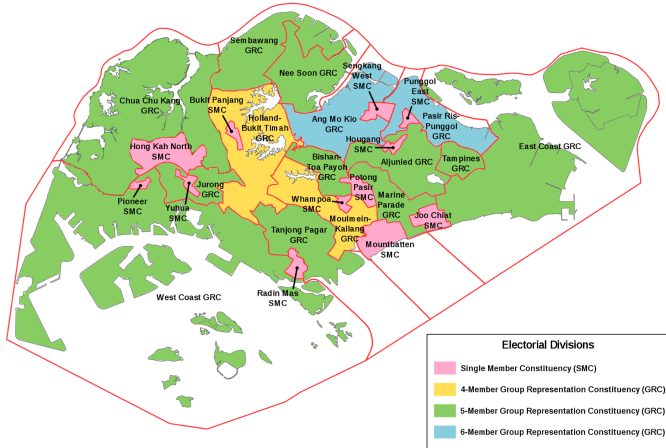 Sembawang
GRC
Nee Soon GRC
Sengkang
West
SMC
Punggol
East
SMC
Chua Chu Kang
GRC
Bukit Panjang
SMC
Holland-
Bukit Timah
GRC
Ang Mo Kio
GRC
Pasir Ris-
Punggol GRC
Hong Kah North
SMC
Hougang
SMC
East Coast GRC
Bishan-
Toa Payoh
GRC
Aljunied GRC
Tampines
GRC
Potong
Pasir
SMC
Pioneer
SMC
Yuhua
SMC
Jurong
GRC
Whampoa
SMC
Marine
Parade
GRC
Joo Chiat
SMC
Moulmein-
Kallang
GRC
Tanjong Pagar
GRC
Mountbatten
SMC
West Coast GRC
Radin Mas
SMC
Electorial Divisions
Single Member Constituency (SMC)
4-Member Group Representation Constituency (GRC)
5-Member Group Representation Constituency (GRC)
6-Member Group Representation Constituency (GRC)